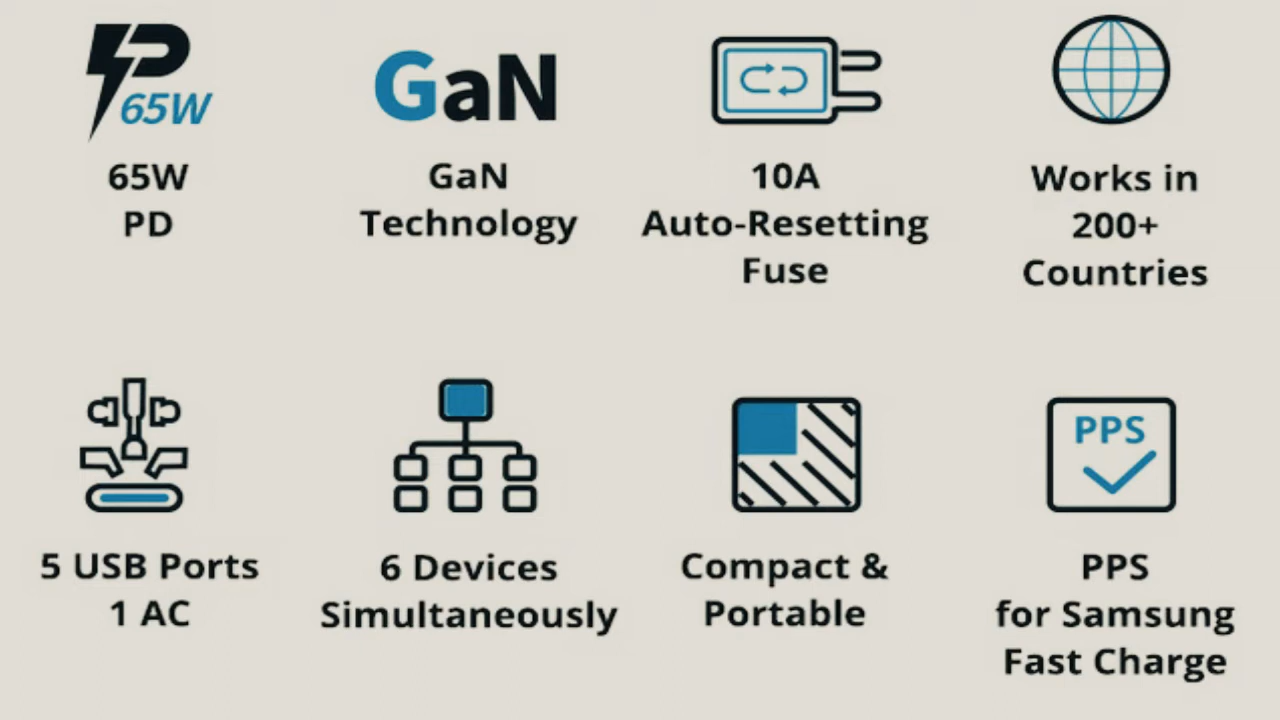 65W
65W
PD
GaN
GaN
Technology
10A
Auto-Resetting
Fuse
Works in
200+
Countries
5 USB Ports
1 AC
6 Devices
Simultaneously
Compact &
Portable
PPS
PPS
for Samsung
Fast Charge